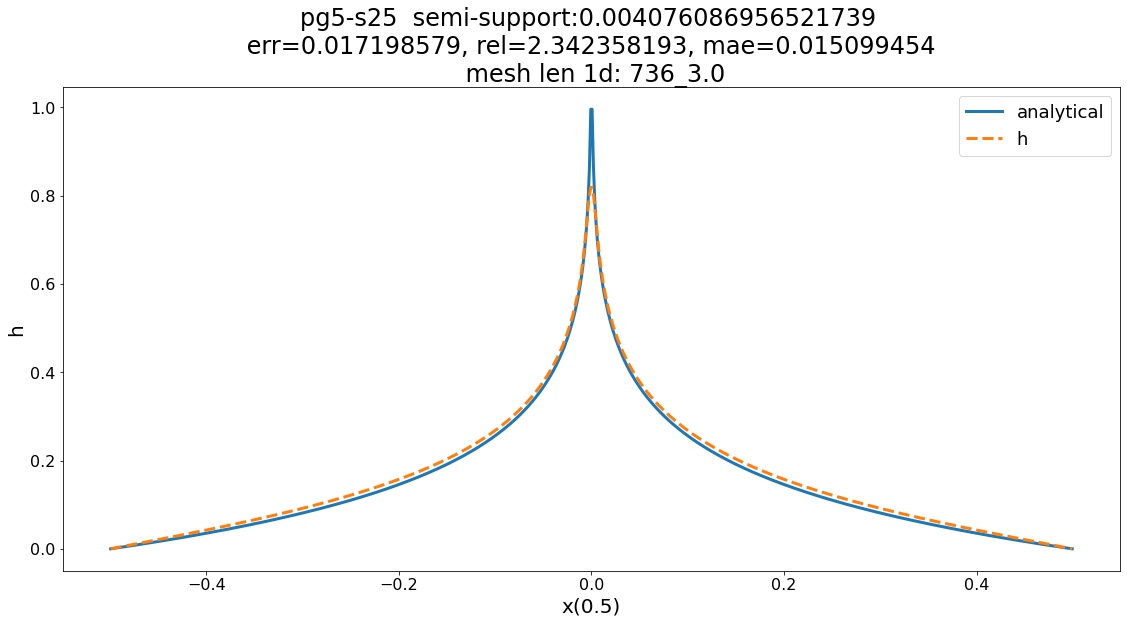 pg5-s25  semi-support:0.004076086956521739
err=0.017198579, rel=2.342358193, mae=0.015099454
mesh len 1d: 736_3.0
analytical
h
1.0
0.8
0.6
0.4
0.2
0.0
h
−0.4
−0.2
0.0
0.2
0.4
x(0.5)